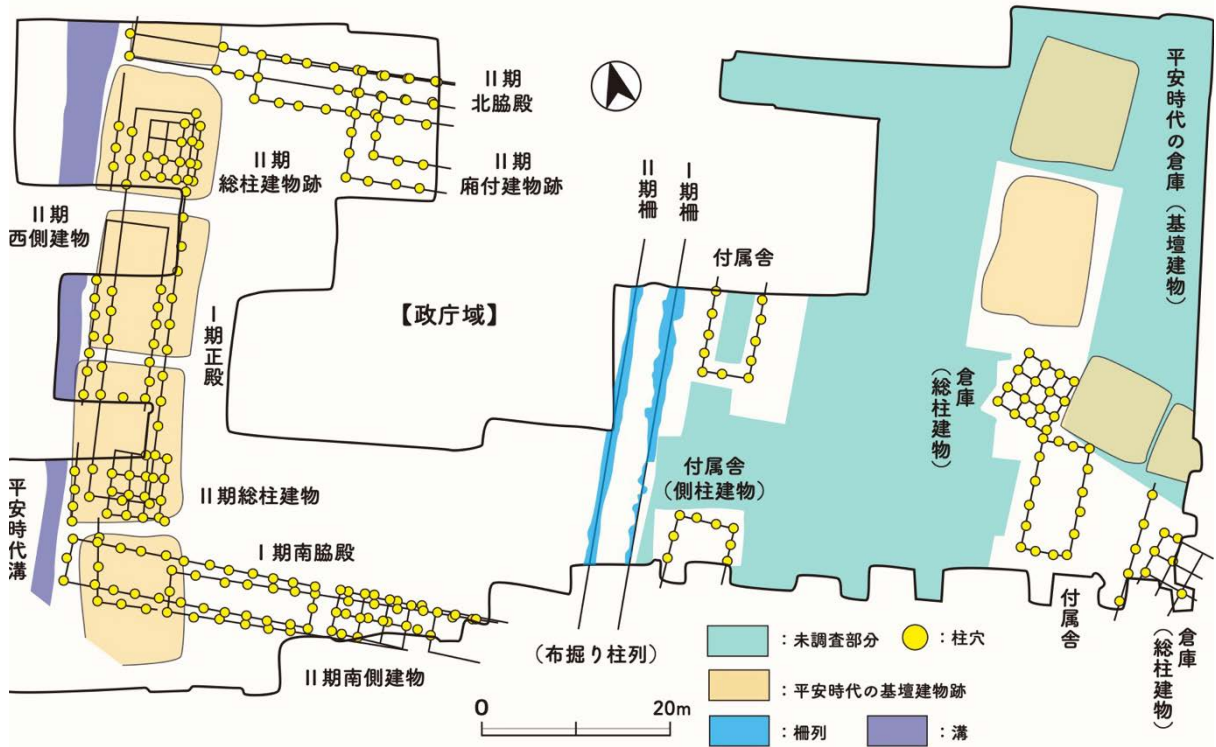 II期
北脇殿
II期
総柱建物跡
II期
廂付建物跡
II期
西側建物
I期正殿
【政庁域】
II期柵
I期柵
付属舎
平安時代の倉庫(基壇建物)
倉庫
(総柱建物)
付属舎
(側柱建物)
II期総柱建物
平安時代溝
I期南脇殿
II期南側建物
(布掘り柱列)
付属舎
倉庫
(総柱建物)
0 20m
:未調査部分 :柱穴
:平安時代の基壇建物跡
:柵列 :溝